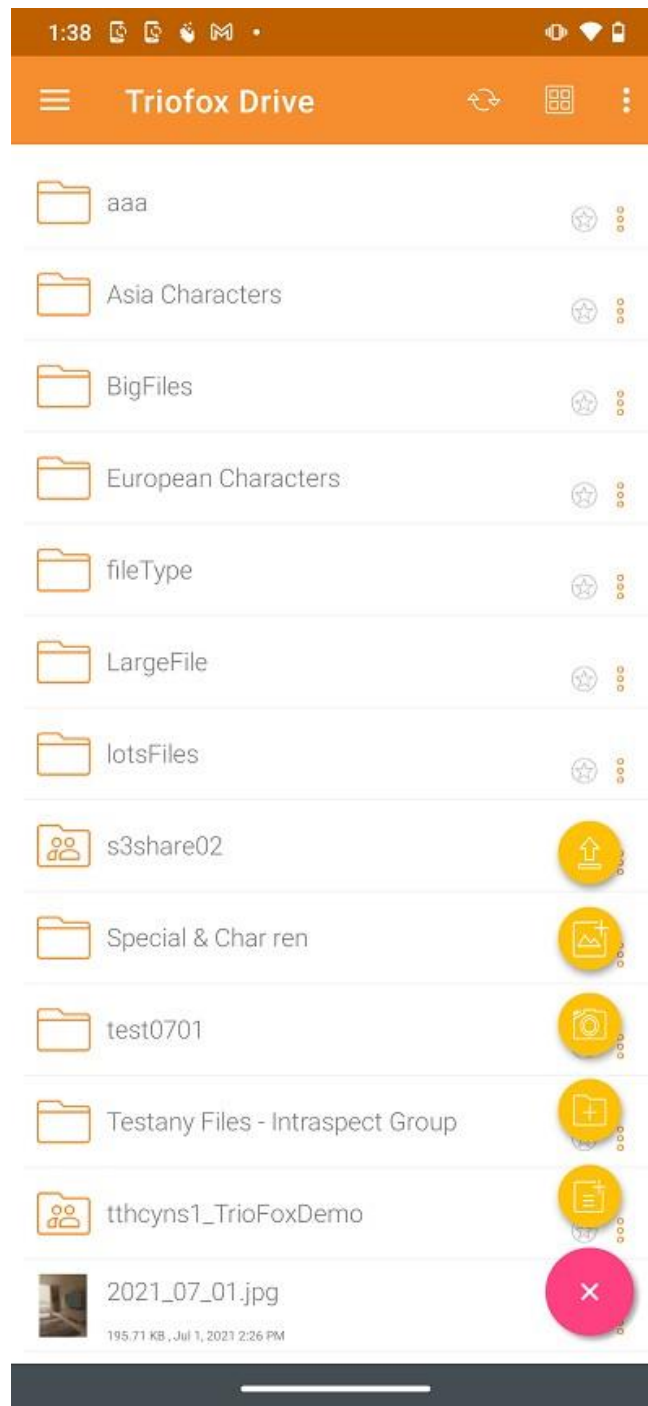 1:38
Triofox Drive
aaa
Asia Characters
BigFiles
European Characters
fileType
LargeFile
lotsFiles
s3share02
Special & Char ren
test0701
Testany Files - Intraspect Group
tthcyns1_TrioFoxDemo
2021_07_01.jpg
195.71 KB , Jul 1, 2021 2:26 PM